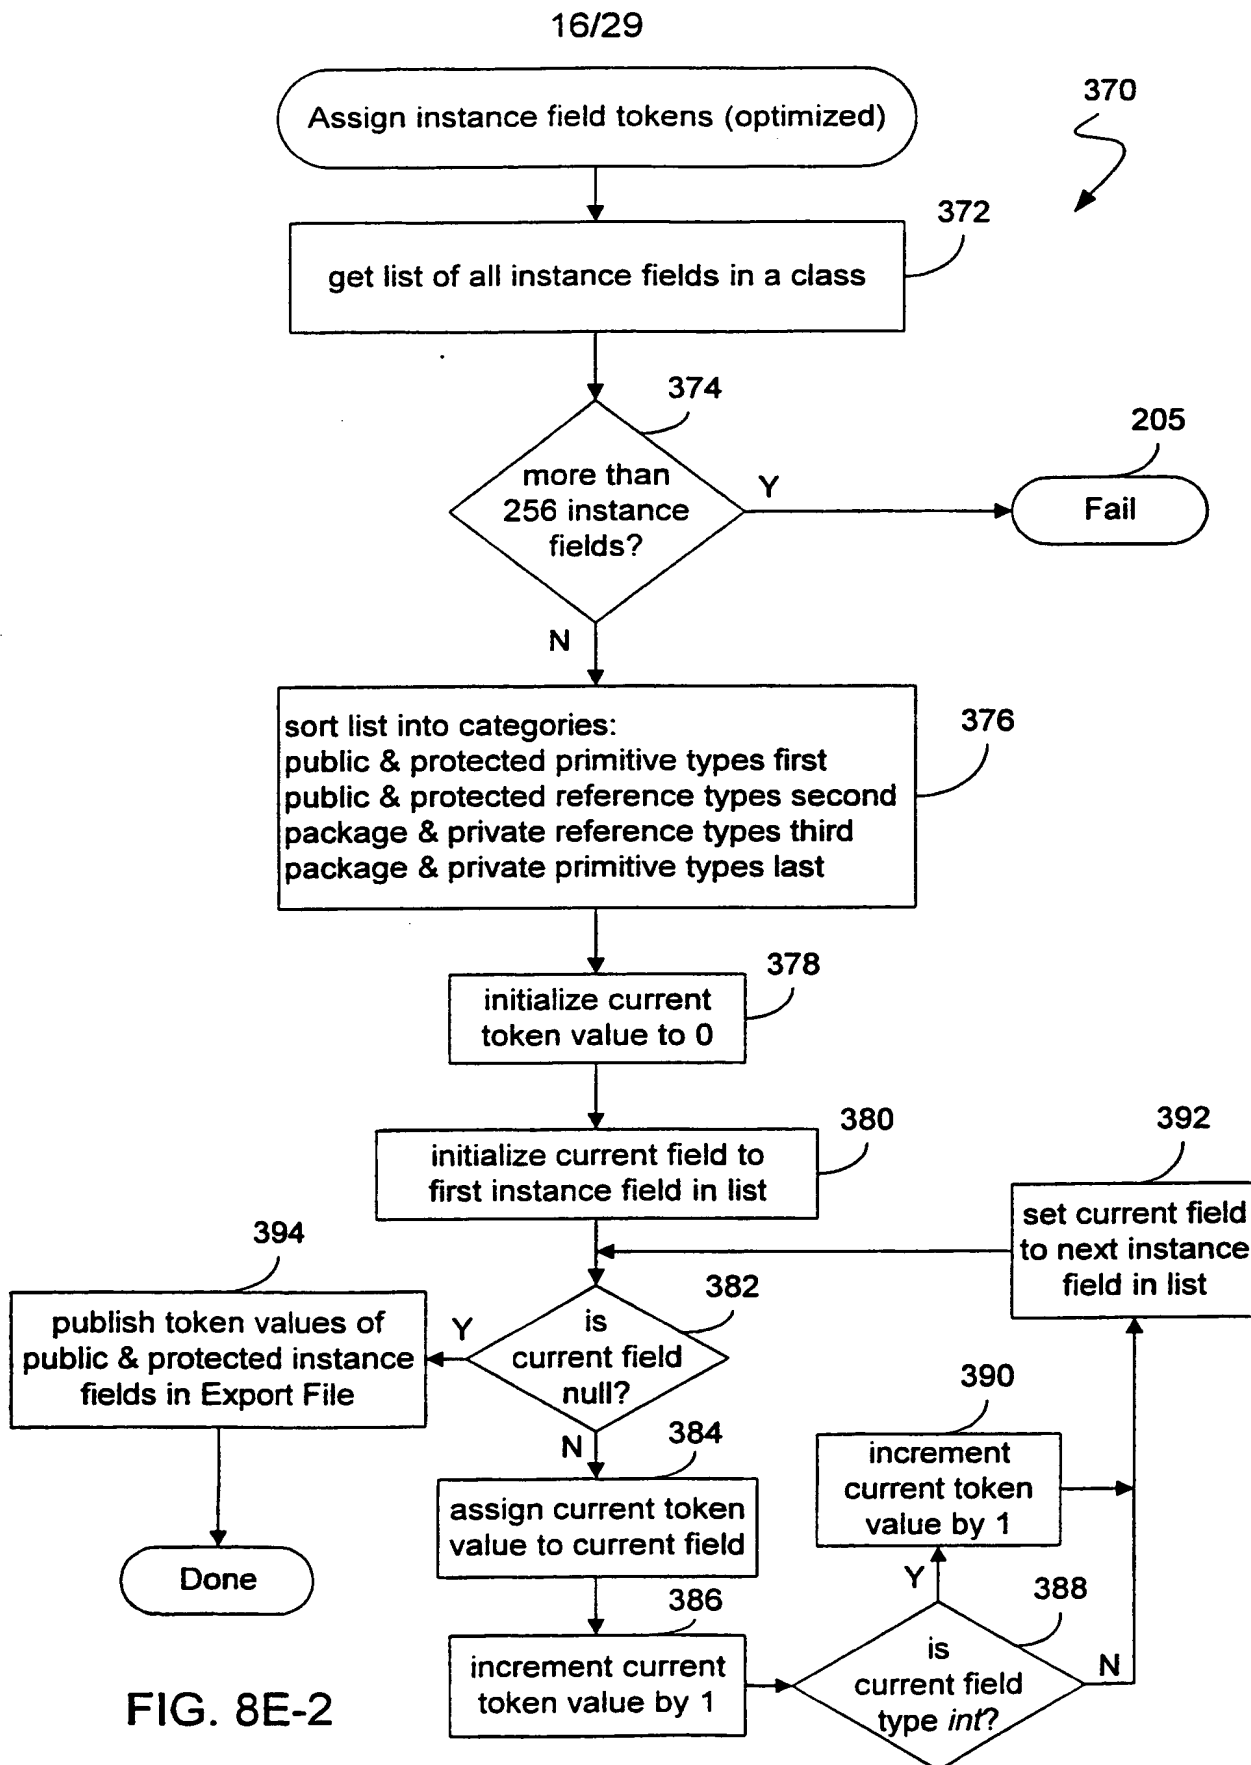 16/29
Assign instance field tokens (optimized)
370
372
get list of all instance fields in a class
374
more than
256 instance
fields?
Y
205
Fail
N
376
sort list into categories:
public & protected primitive types first
public & protected reference types second
package & private reference types third
package & private primitive types last
378
initialize current
token value to 0
380
initialize current field to
first instance field in list
392
set current field
to next instance
field in list
394
publish token values of
public & protected instance
fields in Export File
Y
382
is
current field
null?
N
384
assign current token
value to current field
390
increment
current token
value by 1
Done
386
increment current
token value by 1
Y
388
is
current field
type int?
N
FIG. 8E-2